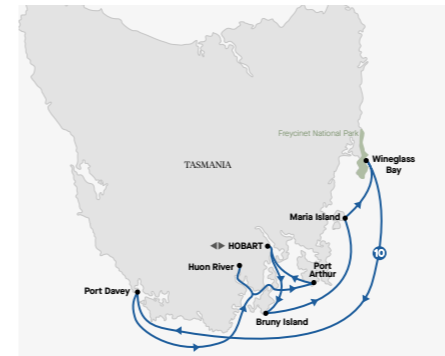 Freycinet National Park
Wineglass
Bay
TASMANIA
Maria Island
HOBART
10
Huon River
Port
Arthur
Port Davey
Bruny Island